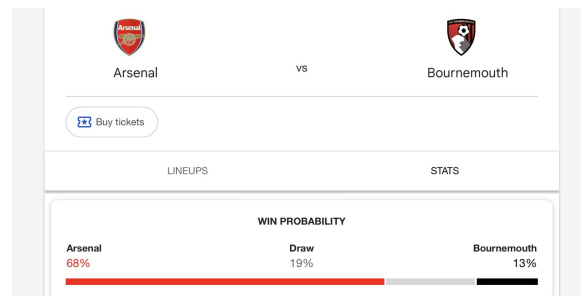 Arsenal
Arsenal vs Bournemouth
Buy tickets
LINEUPS STATS
WIN PROBABILITY
Arsenal Draw Bournemouth
68% 19% 13%